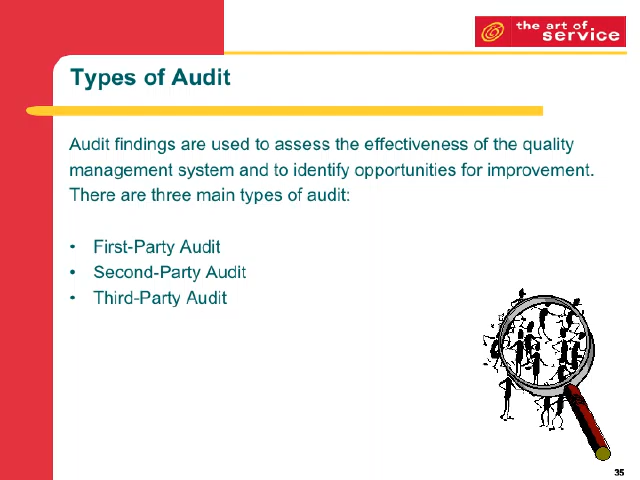 the art of
service
Types of Audit
Audit findings are used to assess the effectiveness of the quality
management system and to identify opportunities for improvement.
There are three main types of audit:
• First-Party Audit
• Second-Party Audit
• Third-Party Audit
35